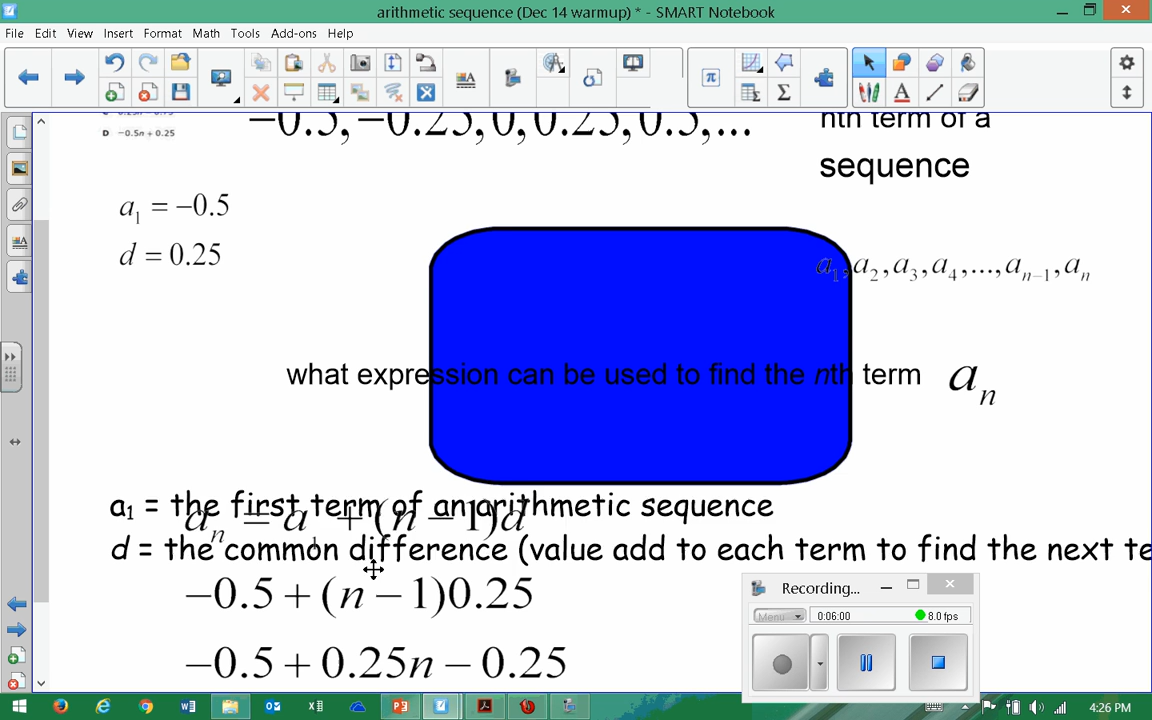 arithmetic sequence (Dec 14 warmup) * - SMART Notebook
File Edit View Insert Format Math Tools Add-ons Help
D −0.5n + 0.25
−0.5, −0.25, 0, 0.25, 0.5, ...
nth term of a
sequence
a₁ = −0.5
d = 0.25
a₁, a₂, a₃, a₄, ..., aₙ₋₁, aₙ
what expression can be used to find the nth term aₙ
a₁ = the first term of an arithmetic sequence
aₙ = a₁ + (n − 1)d
d = the common difference (value add to each term to find the next te
−0.5 + (n − 1)0.25
−0.5 + 0.25n − 0.25
Recording...
Menu 0:06:00 8.0 fps
4:26 PM